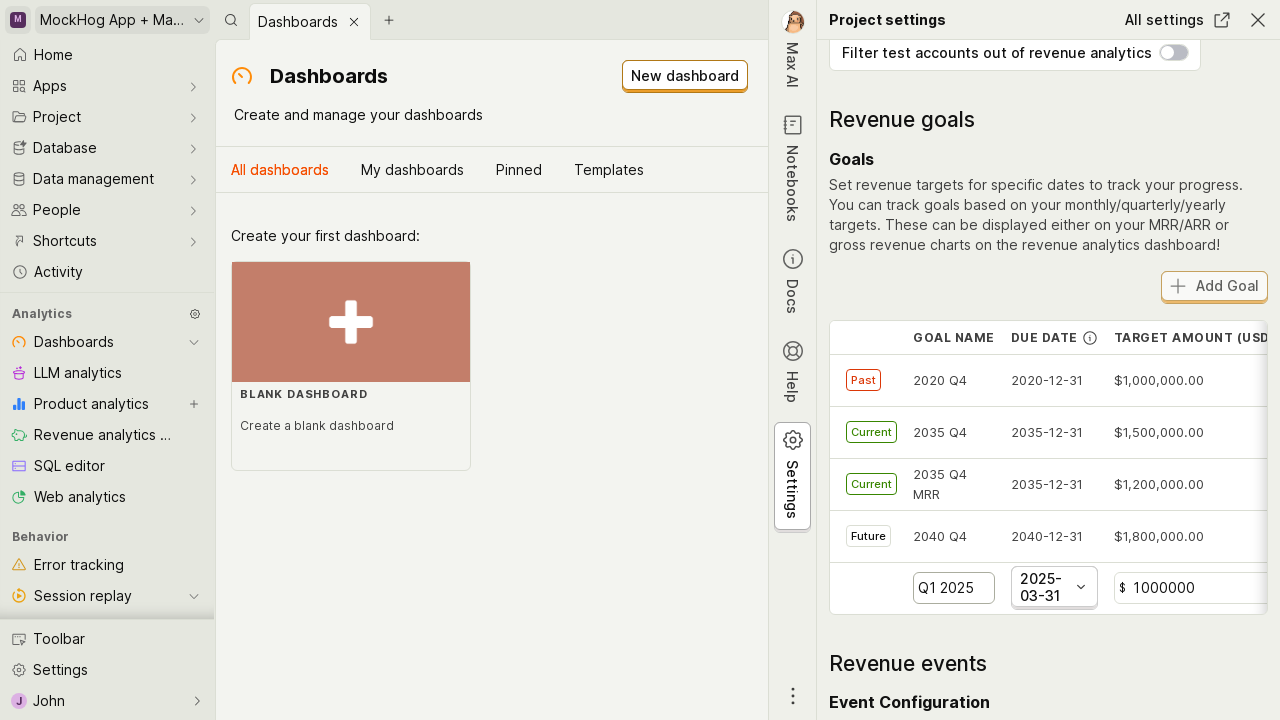 M
MockHog App + Ma...
Home
Apps
Project
Database
Data management
People
Shortcuts
Activity
Analytics
Dashboards
LLM analytics
Product analytics
Revenue analytics ...
SQL editor
Web analytics
Behavior
Error tracking
Session replay
Toolbar
Settings
J
John
Dashboards
Dashboards
New dashboard
Create and manage your dashboards
All dashboards
My dashboards
Pinned
Templates
Create your first dashboard:
BLANK DASHBOARD
Create a blank dashboard
Max AI
Notebooks
Docs
Help
Settings
Project settings
All settings
Filter test accounts out of revenue analytics
Revenue goals
Goals
Set revenue targets for specific dates to track your progress.
You can track goals based on your monthly/quarterly/yearly
targets. These can be displayed either on your MRR/ARR or
gross revenue charts on the revenue analytics dashboard!
Add Goal
GOAL NAME DUE DATE TARGET AMOUNT (USD
Past 2020 Q4 2020-12-31 $1,000,000.00
Current 2035 Q4 2035-12-31 $1,500,000.00
Current 2035 Q4 MRR 2035-12-31 $1,200,000.00
Future 2040 Q4 2040-12-31 $1,800,000.00
Q1 2025 2025-03-31 $ 1000000
Revenue events
Event Configuration